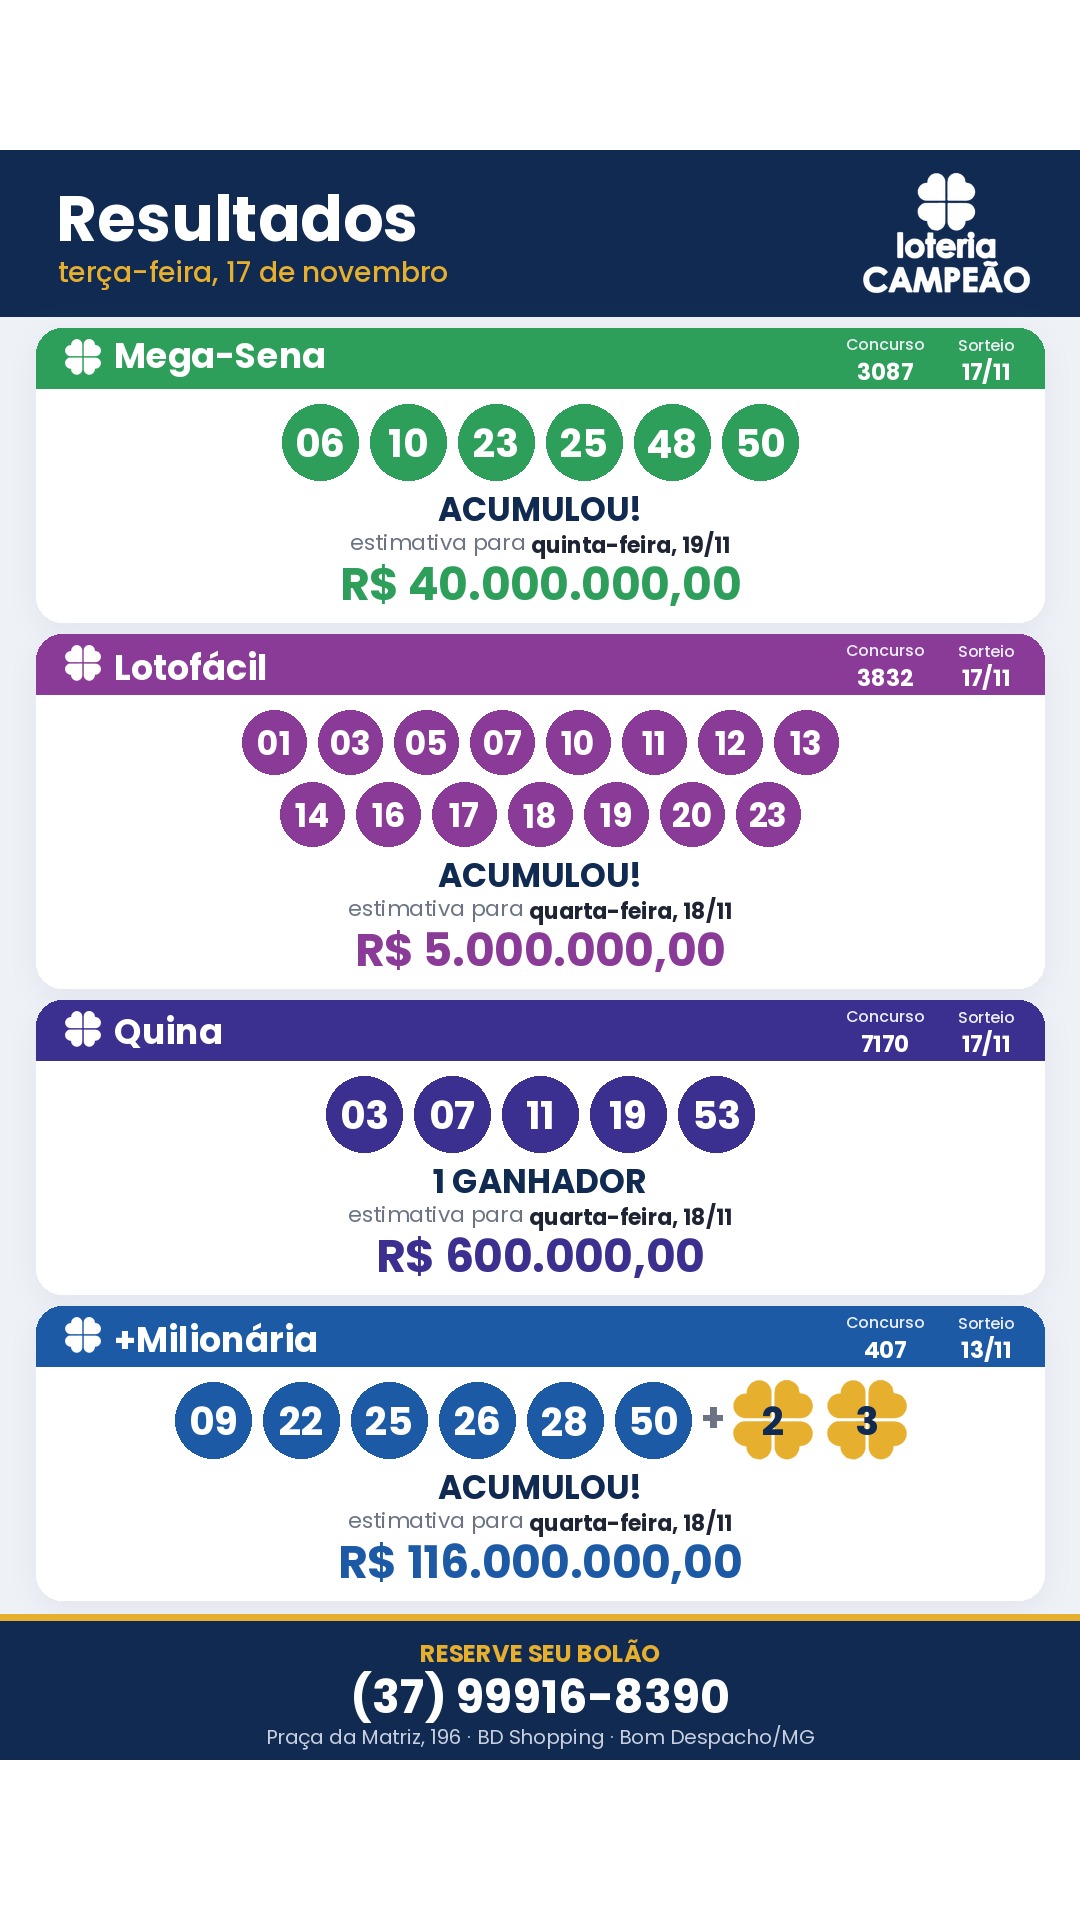 Resultados
terça-feira, 17 de novembro
loteria
CAMPEÃO
Mega-Sena
Concurso Sorteio
3087 17/11
06 10 23 25 48 50
ACUMULOU!
estimativa para quinta-feira, 19/11
R$ 40.000.000,00
Lotofácil
Concurso Sorteio
3832 17/11
01 03 05 07 10 11 12 13
14 16 17 18 19 20 23
ACUMULOU!
estimativa para quarta-feira, 18/11
R$ 5.000.000,00
Quina
Concurso Sorteio
7170 17/11
03 07 11 19 53
1 GANHADOR
estimativa para quarta-feira, 18/11
R$ 600.000,00
+Milionária
Concurso Sorteio
407 13/11
09 22 25 26 28 50 + 2 3
ACUMULOU!
estimativa para quarta-feira, 18/11
R$ 116.000.000,00
RESERVE SEU BOLÃO
(37) 99916-8390
Praça da Matriz, 196 · BD Shopping · Bom Despacho/MG